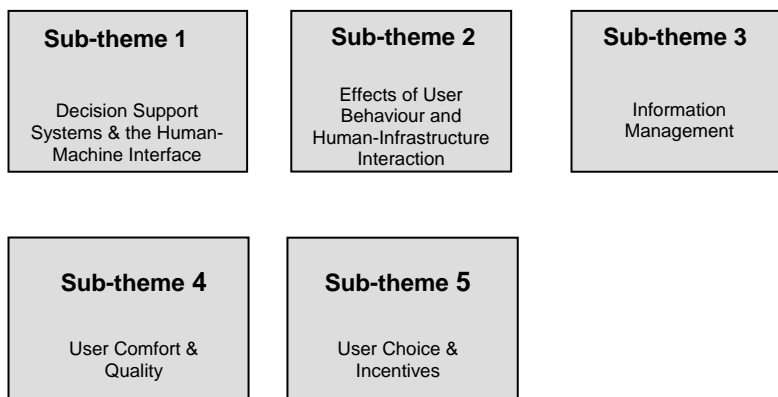 Sub-theme 1
Decision Support
Systems & the Human-
Machine Interface
Sub-theme 2
Effects of User
Behaviour and
Human-Infrastructure
Interaction
Sub-theme 3
Information
Management
Sub-theme 4
User Comfort &
Quality
Sub-theme 5
User Choice &
Incentives